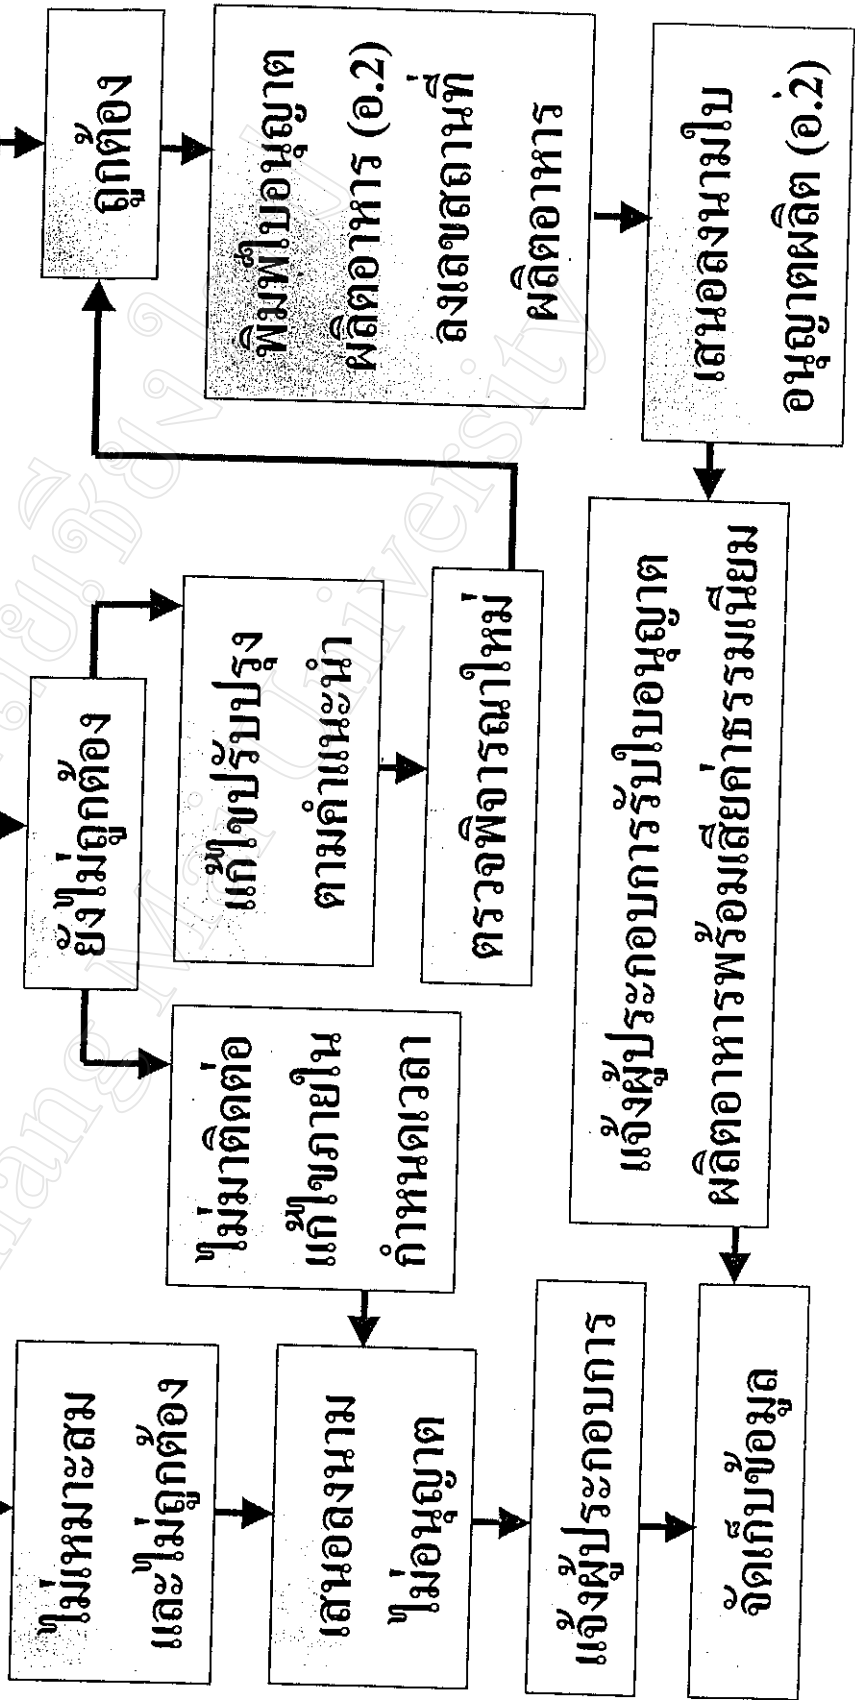 ไม่เหมาะสม
และไม่ถูกต้อง
ยังไม่ถูกต้อง
ถูกต้อง
ไม่มาติดต่อ
แก้ไขภายใน
กำหนดเวลา
แก้ไขปรับปรุง
ตามคำแนะนำ
พิมพ์ใบอนุญาต
ผลิตอาหาร (อ.2)
ลงเลขสถานที่
ผลิตอาหาร
เสนอลงนาม
ไม่อนุญาต
ตรวจพิจารณาใหม่
แจ้งผู้ประกอบการ
แจ้งผู้ประกอบการรับใบอนุญาต
ผลิตอาหารพร้อมเสียค่าธรรมเนียม
เสนอลงนามใบ
อนุญาตผลิต (อ.2)
จัดเก็บข้อมูล
ang Mai University